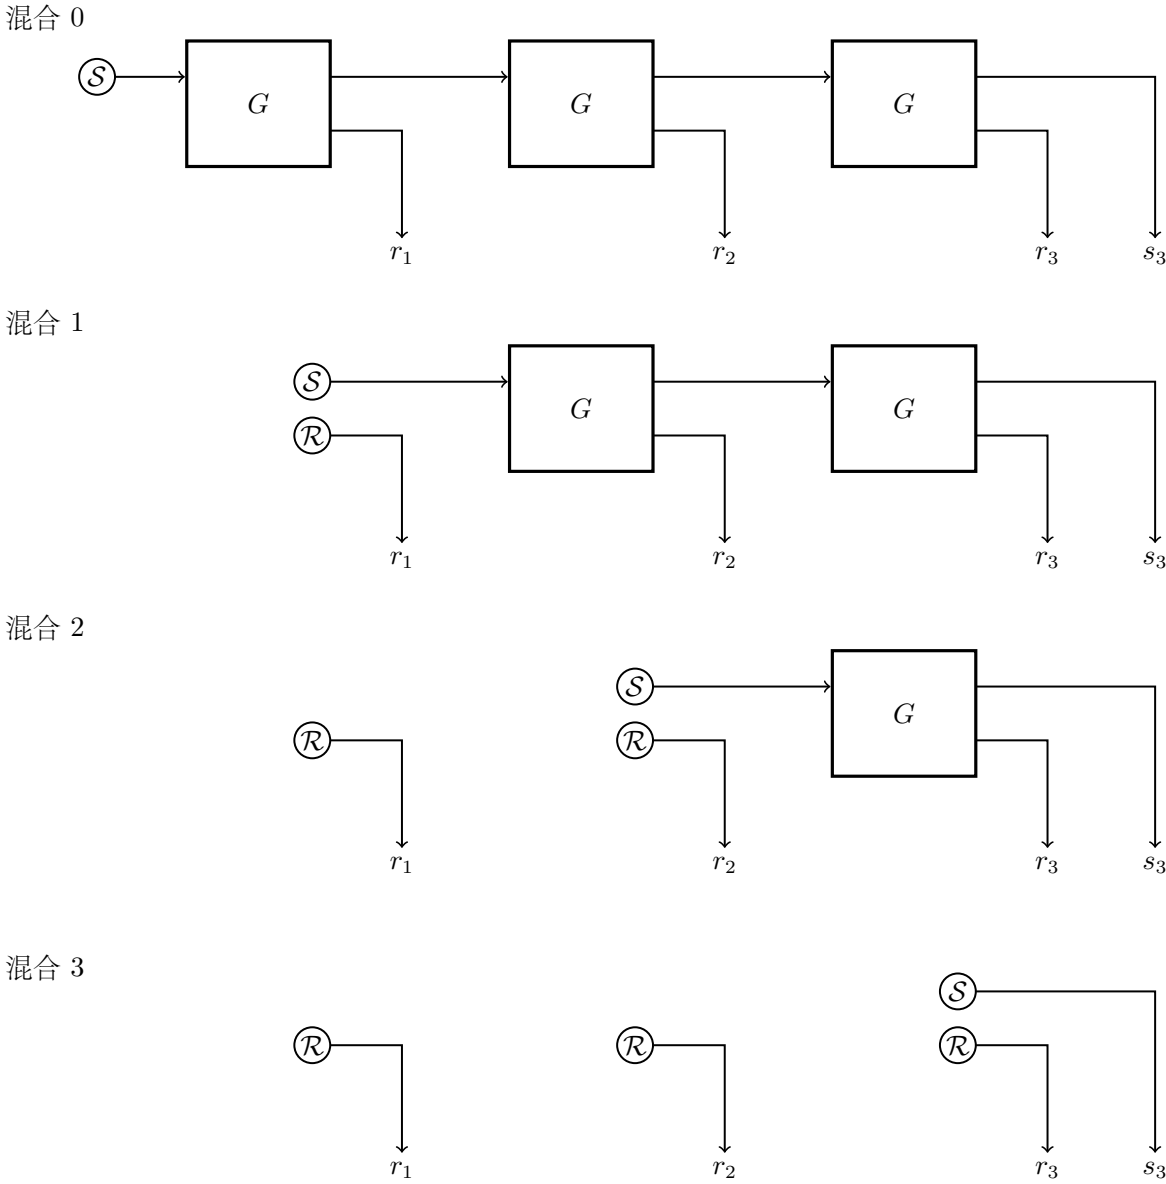 混合 0
𝒮 G G G
r₁ r₂ r₃ s₃
混合 1
𝒮 G G
ℛ
r₁ r₂ r₃ s₃
混合 2
𝒮 G
ℛ ℛ
r₁ r₂ r₃ s₃
混合 3
𝒮
ℛ ℛ ℛ
r₁ r₂ r₃ s₃